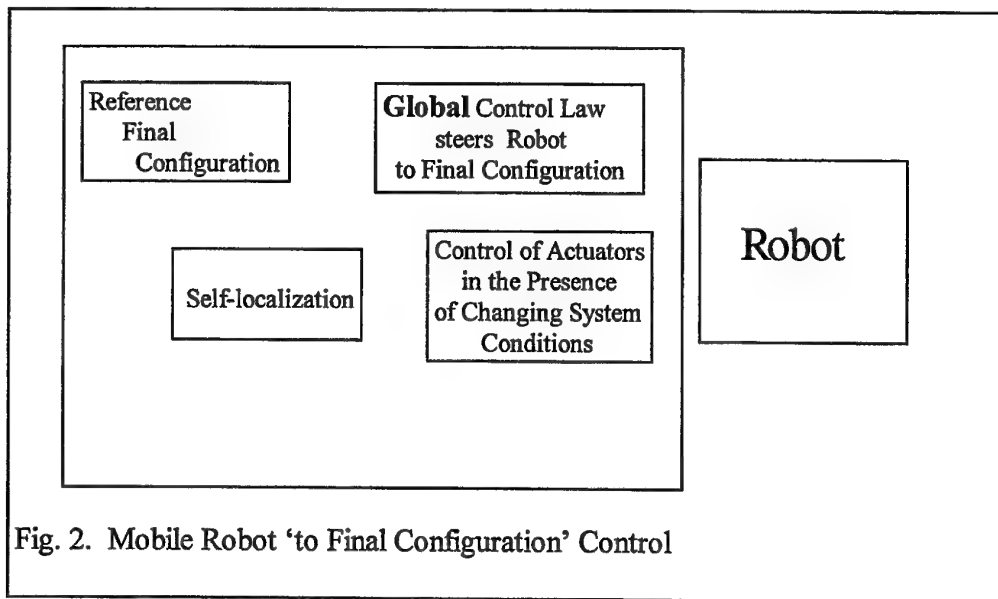 Reference
Final
Configuration
Global Control Law
steers Robot
to Final Configuration
Self-localization
Control of Actuators
in the Presence
of Changing System
Conditions
Robot
Fig. 2. Mobile Robot ‘to Final Configuration’ Control